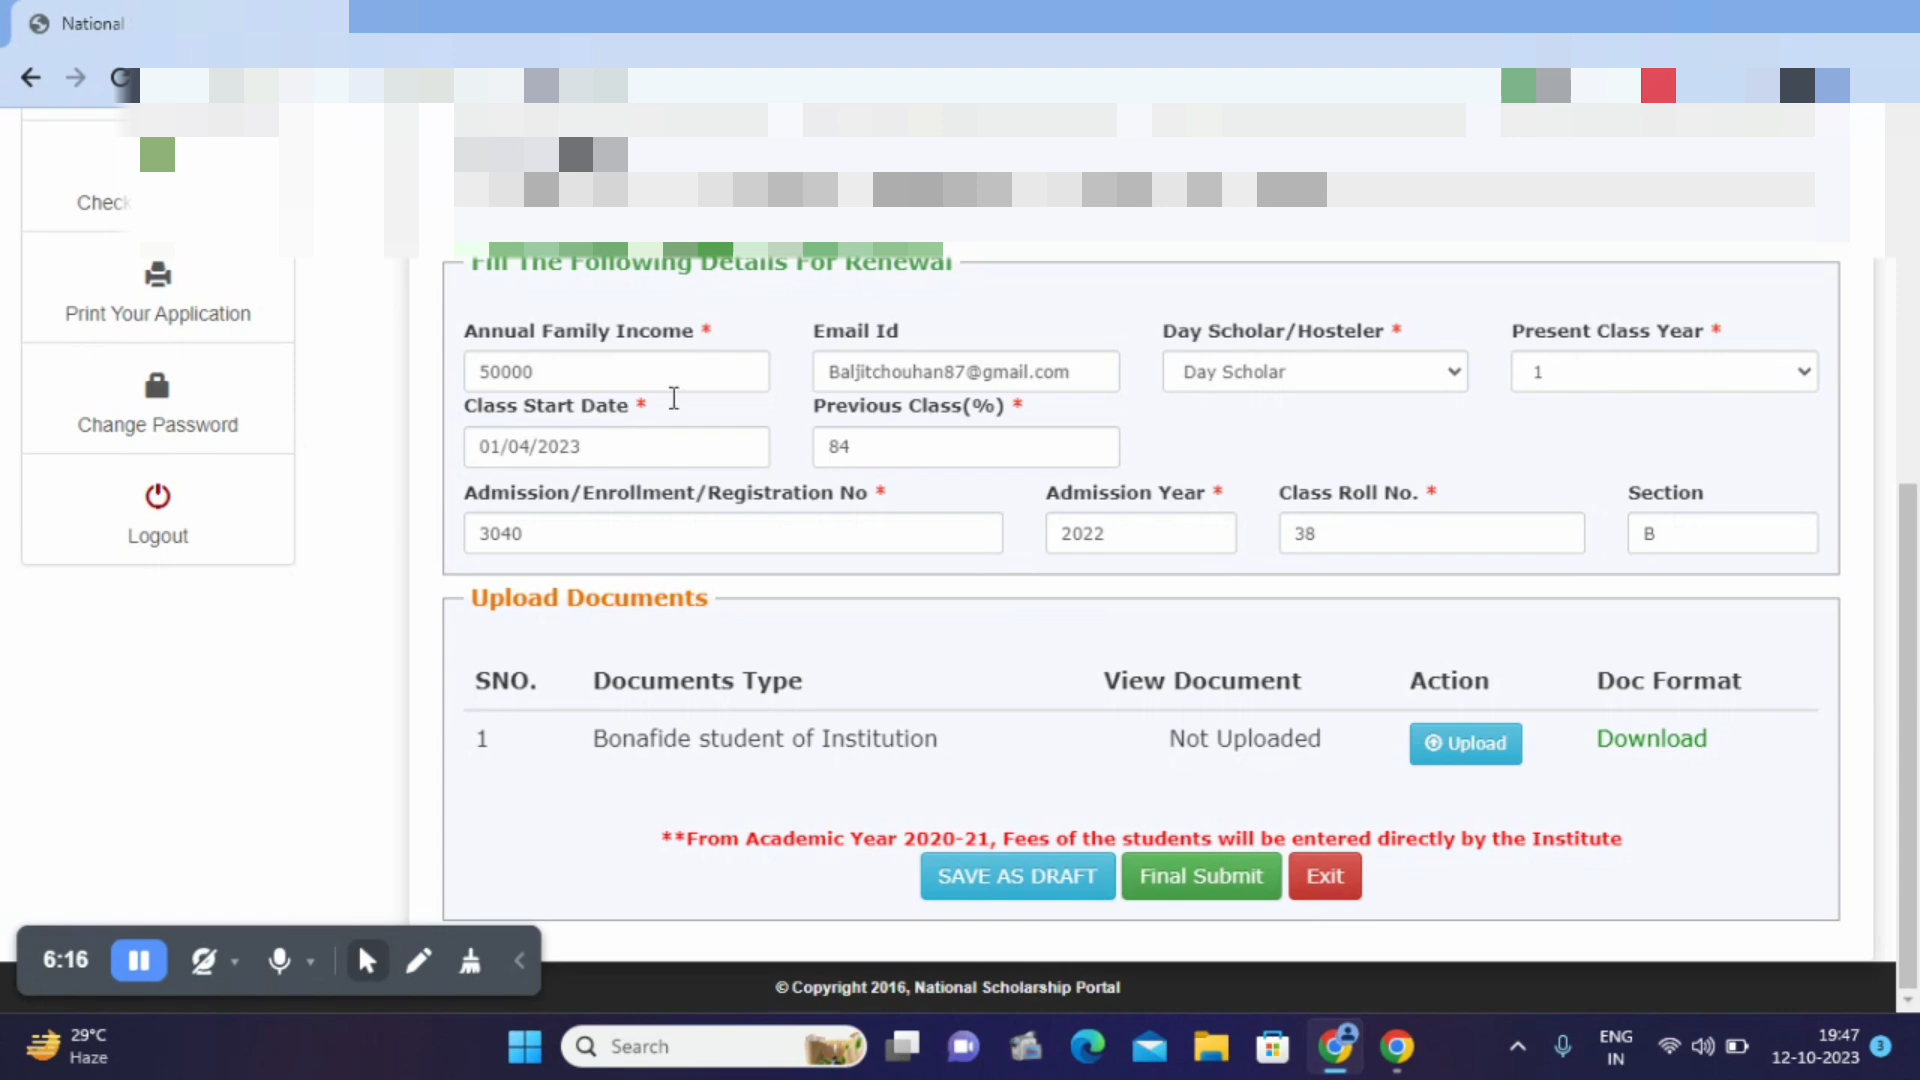 National
Check
Print Your Application
Change Password
Logout
Fill The Following Details For Renewal
Annual Family Income * Email Id Day Scholar/Hosteler * Present Class Year *
50000 Baljitchouhan87@gmail.com Day Scholar 1
Class Start Date * Previous Class(%) *
01/04/2023 84
Admission/Enrollment/Registration No * Admission Year * Class Roll No. * Section
3040 2022 38 B
Upload Documents
SNO. Documents Type View Document Action Doc Format
1 Bonafide student of Institution Not Uploaded Upload Download
**From Academic Year 2020-21, Fees of the students will be entered directly by the Institute
SAVE AS DRAFT Final Submit Exit
6:16
© Copyright 2016, National Scholarship Portal
29°C
Haze
Search
ENG
IN
19:47
12-10-2023
3